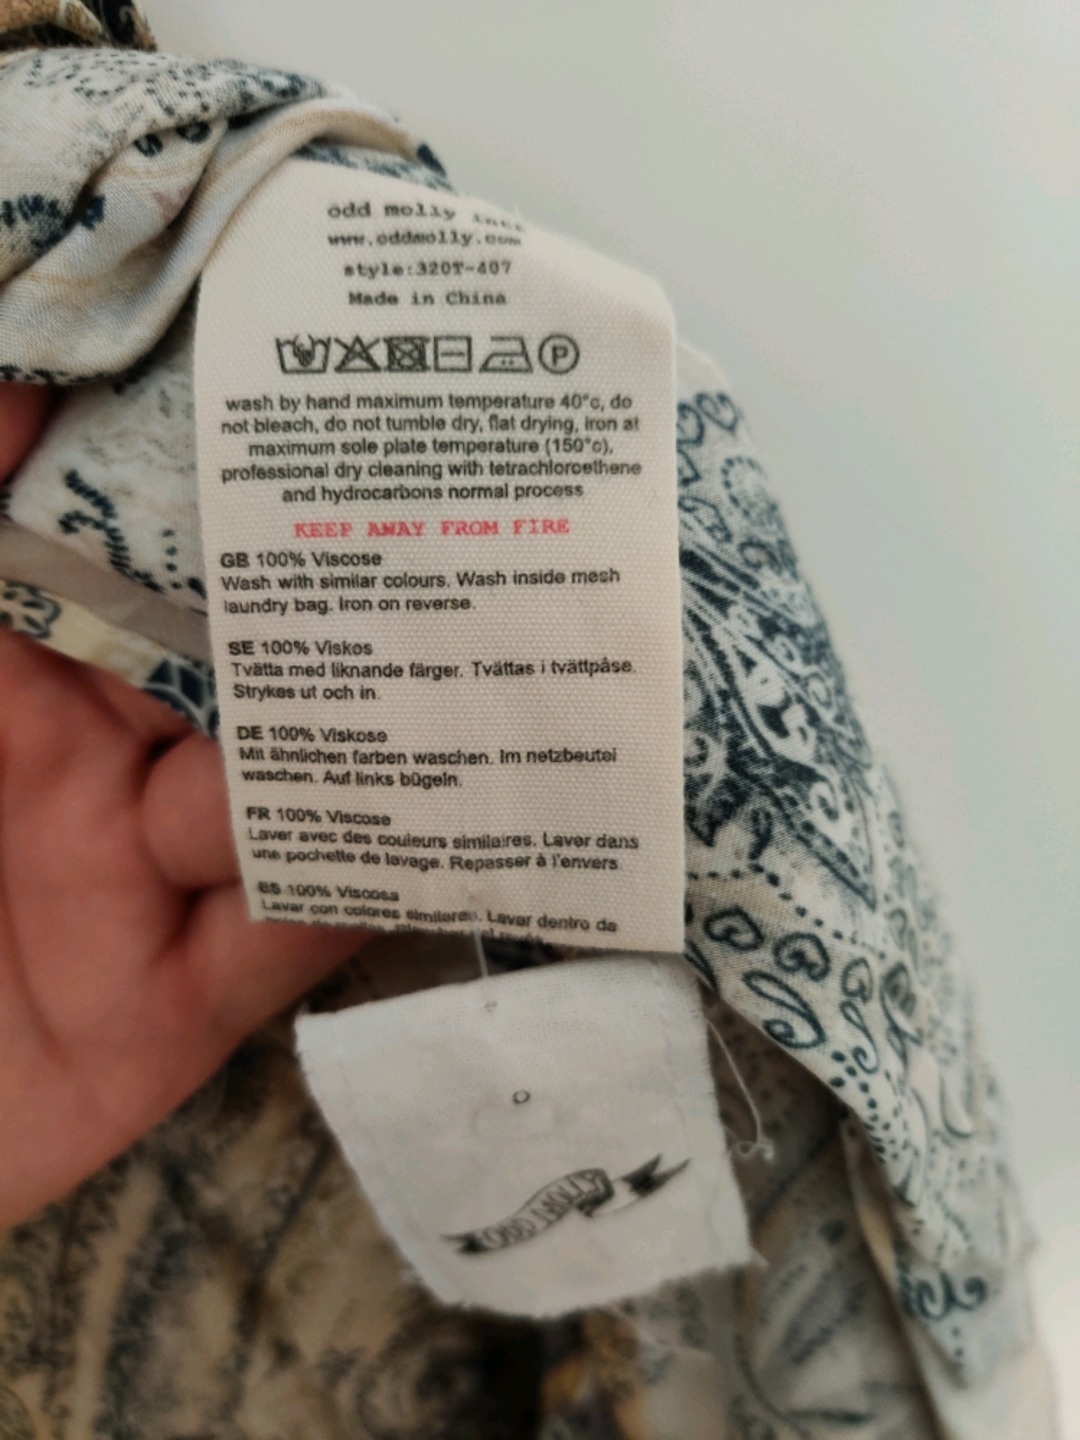 odd molly
www.oddmolly.com
style:320T-407
Made in China
P
wash by hand maximum temperature 40°c, do
not bleach, do not tumble dry, flat drying, iron at
maximum sole plate temperature (150°c),
professional dry cleaning with tetrachloroethene
and hydrocarbons normal process
KEEP AWAY FROM FIRE
GB 100% Viscose
Wash with similar colours. Wash inside mesh
laundry bag. Iron on reverse.
SE 100% Viskos
Tvätta med liknande färger. Tvättas i tvättpåse.
Strykes ut och in.
DE 100% Viskose
Mit ähnlichen farben waschen. Im netzbeutel
waschen. Auf links bügeln.
FR 100% Viscose
Laver avec des couleurs similaires. Laver dans
une pochette de lavage. Repasser à l'envers
ES 100% Viscosa
Lavar con colores similares. Lavar dentro de
ODD MOLLY